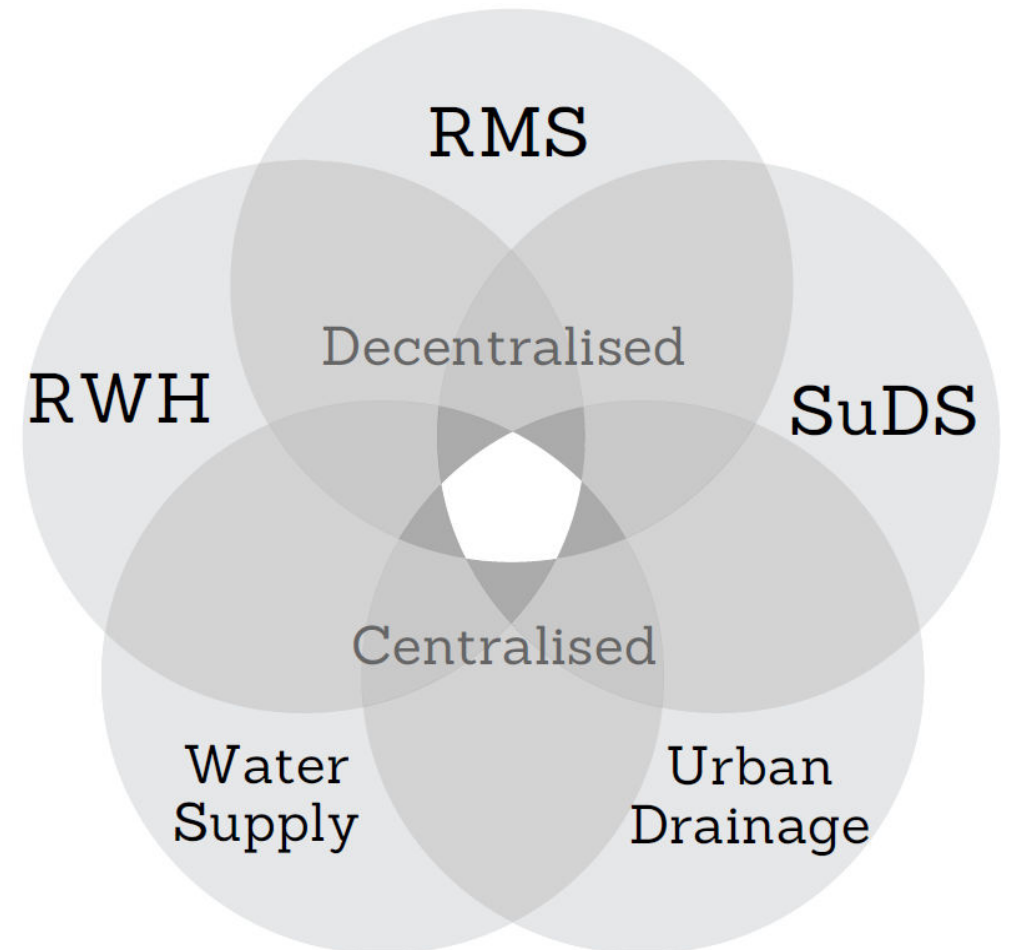 RMS
Decentralised
RWH
SuDS
Centralised
Water
Supply
Urban
Drainage